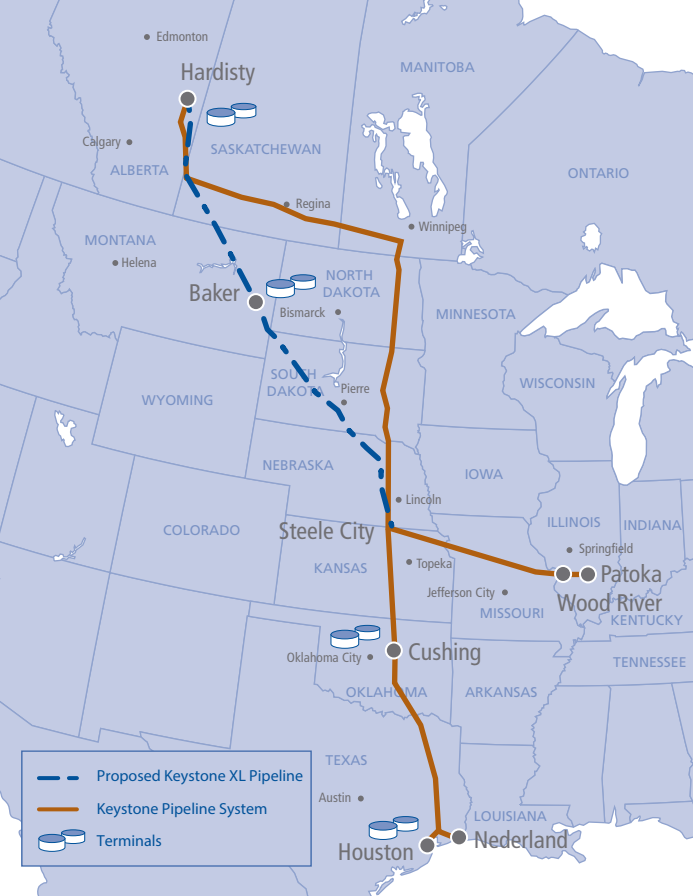 Edmonton
Hardisty
MANITOBA
Calgary
SASKATCHEWAN
ALBERTA
ONTARIO
Regina
Winnipeg
MONTANA
Helena
NORTH
DAKOTA
Baker
Bismarck
MINNESOTA
SOUTH
DAKOTA
Pierre
WISCONSIN
WYOMING
NEBRASKA
IOWA
Lincoln
COLORADO
Steele City
ILLINOIS
INDIANA
Springfield
KANSAS
Topeka
Patoka
Jefferson City
Wood River
MISSOURI
KENTUCKY
Oklahoma City
Cushing
TENNESSEE
OKLAHOMA
ARKANSAS
TEXAS
Proposed Keystone XL Pipeline
Keystone Pipeline System
Terminals
Austin
LOUISIANA
Houston
Nederland